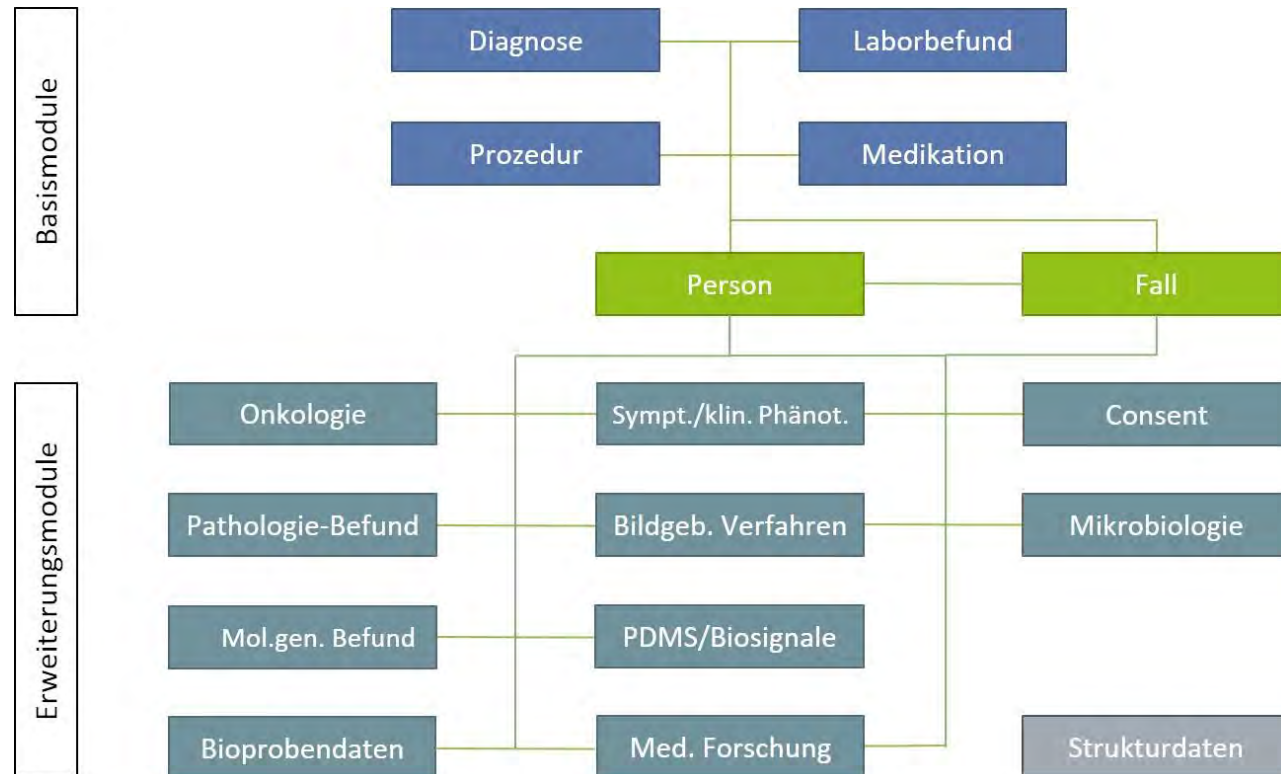 Basismodule
Diagnose
Laborbefund
Prozedur
Medikation
Person
Fall
Erweiterungsmodule
Onkologie
Sympt./klin. Phänot.
Consent
Pathologie-Befund
Bildgeb. Verfahren
Mikrobiologie
Mol.gen. Befund
PDMS/Biosignale
Bioprobendaten
Med. Forschung
Strukturdaten